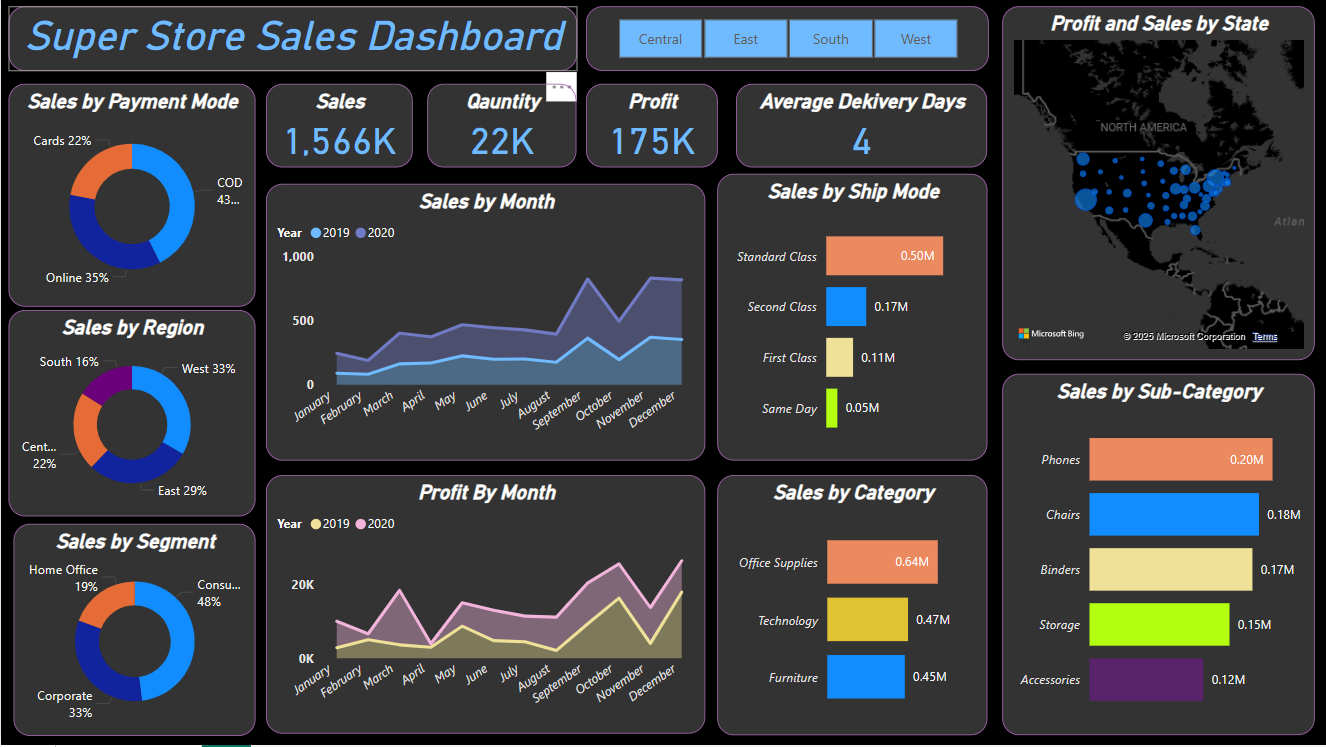 Super Store Sales Dashboard
Central
East
South
West
Profit and Sales by State
NORTH AMERICA
Atlan
Microsoft Bing
© 2025 Microsoft Corporation
Terms
Sales by Payment Mode
Cards 22%
COD
43...
Online 35%
Sales
1,566K
Qauntity
22K
Profit
175K
Average Dekivery Days
4
Sales by Month
Year
2019
2020
1,000
500
0
January
February
March
April
May
June
July
August
September
October
November
December
Sales by Ship Mode
Standard Class
0.50M
Second Class
0.17M
First Class
0.11M
Same Day
0.05M
Sales by Region
South 16%
West 33%
Cent...
22%
East 29%
Sales by Sub-Category
Phones
0.20M
Chairs
0.18M
Binders
0.17M
Storage
0.15M
Accessories
0.12M
Profit By Month
Year
2019
2020
20K
0K
January
February
March
April
May
June
July
August
September
October
November
December
Sales by Category
Office Supplies
0.64M
Technology
0.47M
Furniture
0.45M
Sales by Segment
Home Office
19%
Consu...
48%
Corporate
33%